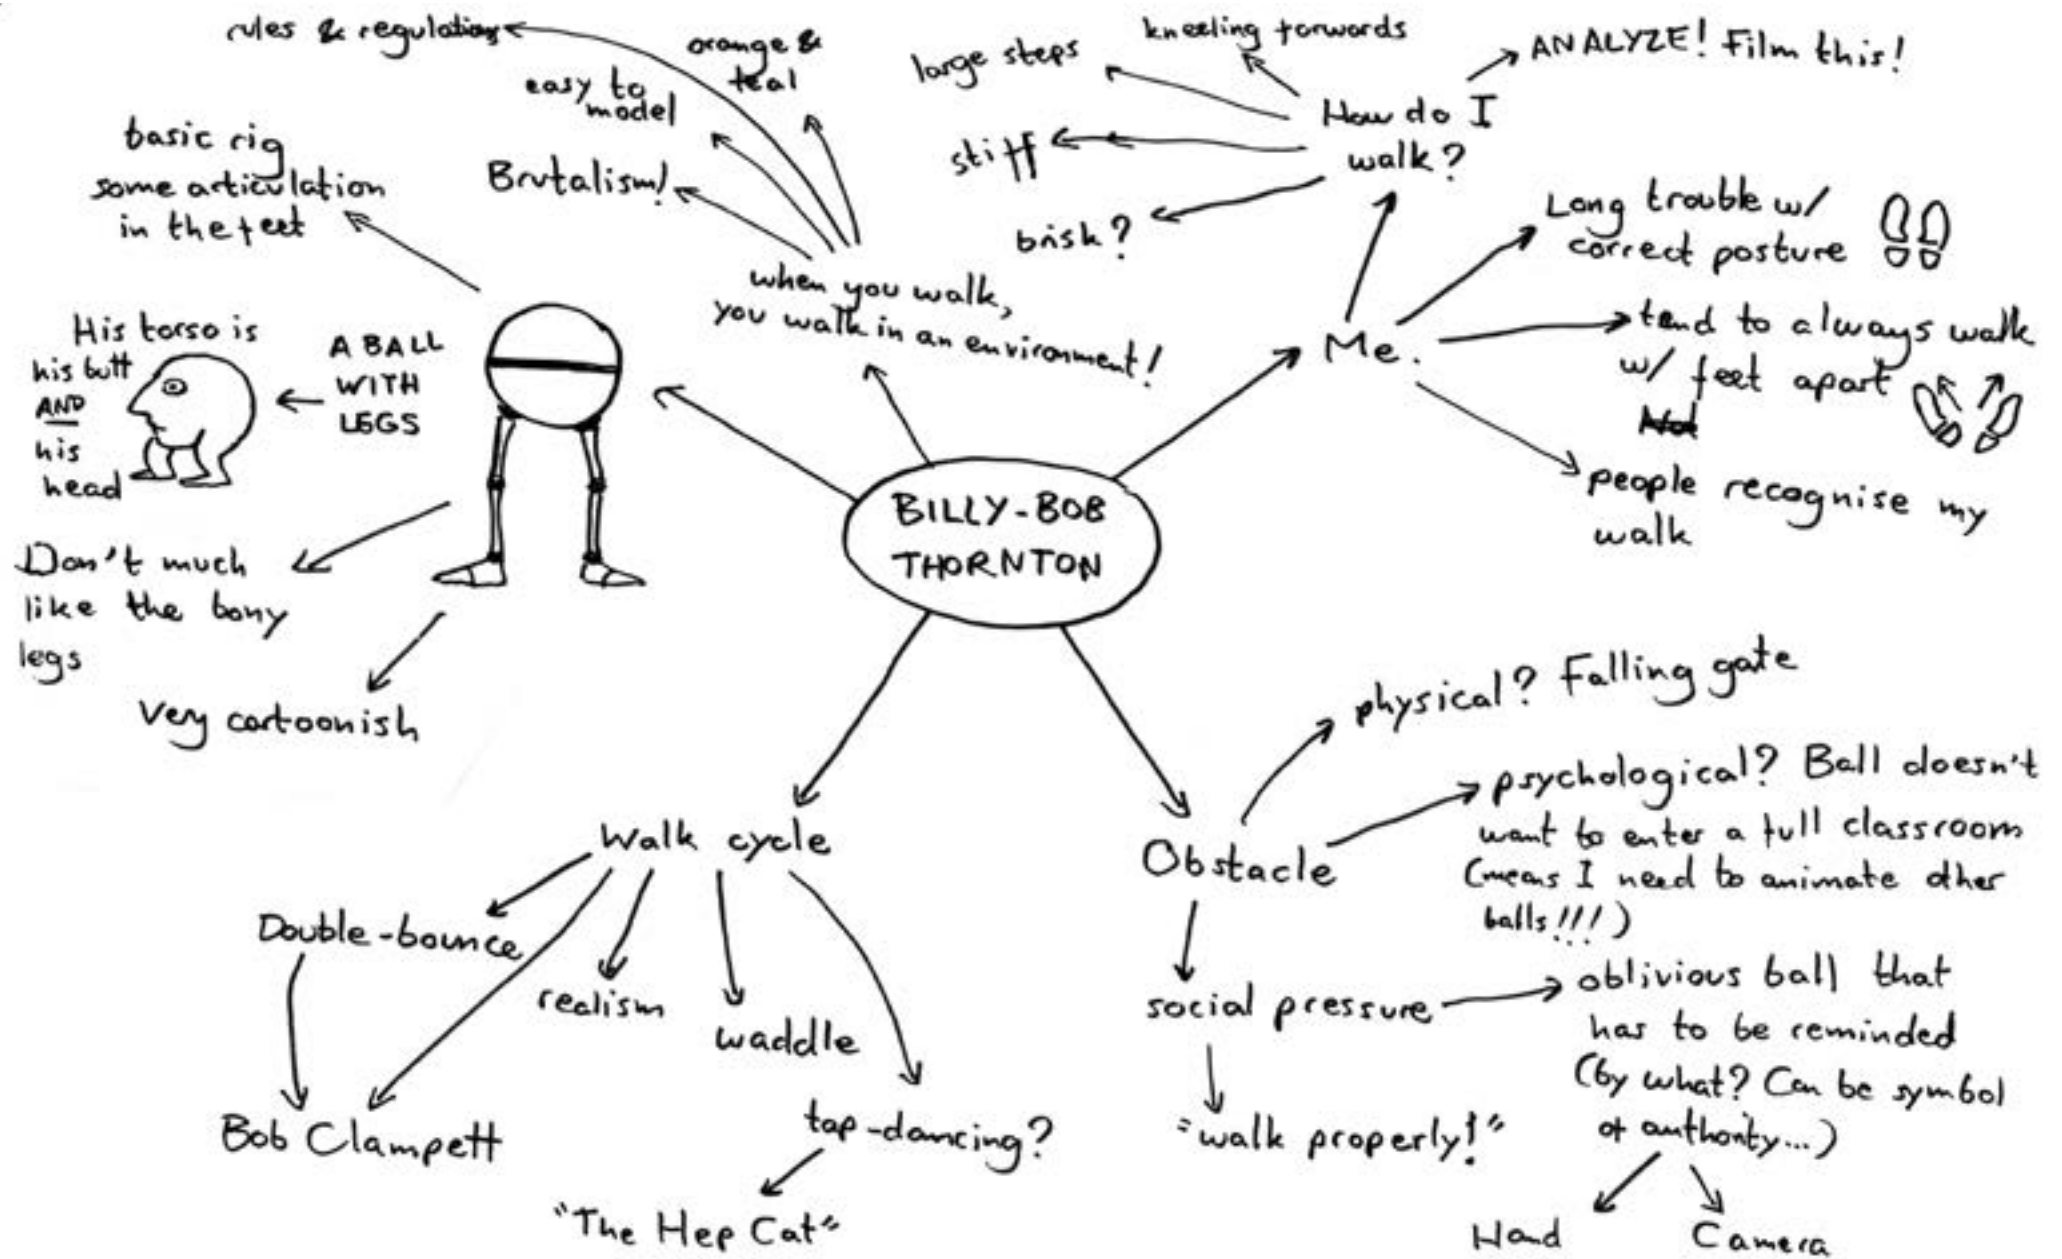 rules & regulations
orange &
teal
easy to
model
Brutalism!
when you walk,
you walk in an environment!
basic rig
some articulation
in the feet
His torso is
his butt
AND
his
head
A BALL
WITH
LEGS
Don't much
like the bony
legs
Very cartoonish
BILLY-BOB
THORNTON
large steps
kneeling forwards
ANALYZE! Film this!
How do I
walk?
stiff
brisk?
Me.
Long trouble w/
correct posture
tend to always walk
w/ feet apart
people recognise my
walk
Walk cycle
Double-bounce
realism
waddle
tap-dancing?
Bob Clampett
"The Hep Cat"
Obstacle
physical? Falling gate
psychological? Ball doesn't
want to enter a full classroom
(means I need to animate other
balls!!!)
social pressure
"walk properly!"
oblivious ball that
has to be reminded
(by what? Can be symbol
of authority...)
Hand
Camera